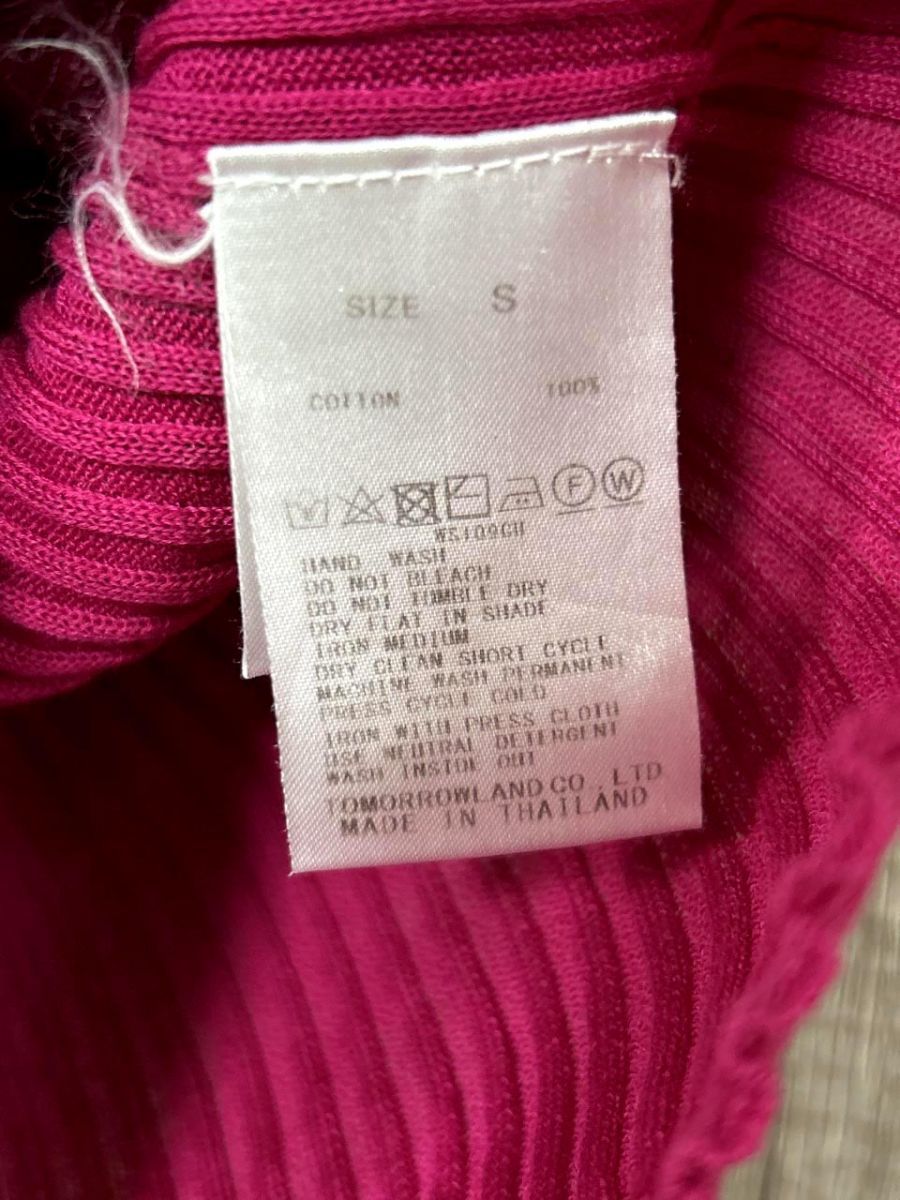 SIZE S
COTTON 100%
F W
HAND WASH
DO NOT BLEACH
DO NOT TUMBLE DRY
DRY FLAT IN SHADE
IRON MEDIUM
DRY CLEAN SHORT CYCLE
MACHINE WASH PERMANENT
PRESS CYCLE COLD
IRON WITH PRESS CLOTH
USE NEUTRAL DETERGENT
WASH INSIDE OUT
TOMORROWLAND CO.,LTD
MADE IN THAILAND